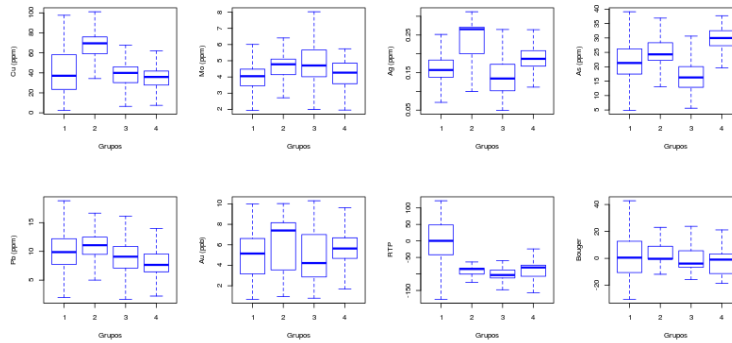 Cu (ppm)
0 20 40 60 80 100
1 2 3 4
Grupos
Mo (ppm)
2 3 4 5 6 7 8
1 2 3 4
Grupos
Ag (ppm)
0.05 0.15 0.25
1 2 3 4
Grupos
As (ppm)
5 10 15 20 25 30 35 40
1 2 3 4
Grupos
Pb (ppm)
5 10 15
1 2 3 4
Grupos
Au (ppb)
2 4 6 8 10
1 2 3 4
Grupos
RTP
-150 -50 0 50 100
1 2 3 4
Grupos
Bouger
-20 0 20 40
1 2 3 4
Grupos